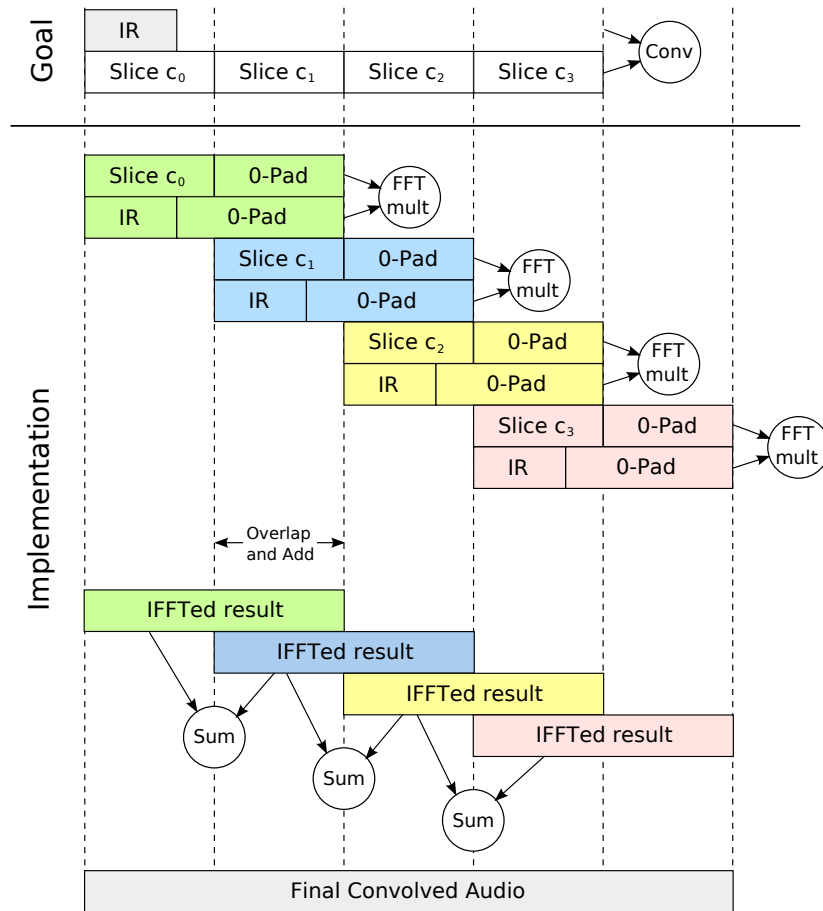 Goal
IR
Slice c₀ Slice c₁ Slice c₂ Slice c₃
Conv
Implementation
Slice c₀ 0-Pad
IR 0-Pad
FFT
mult
Slice c₁ 0-Pad
IR 0-Pad
FFT
mult
Slice c₂ 0-Pad
IR 0-Pad
FFT
mult
Slice c₃ 0-Pad
IR 0-Pad
FFT
mult
Overlap
and Add
IFFTed result
IFFTed result
IFFTed result
IFFTed result
Sum
Sum
Sum
Final Convolved Audio